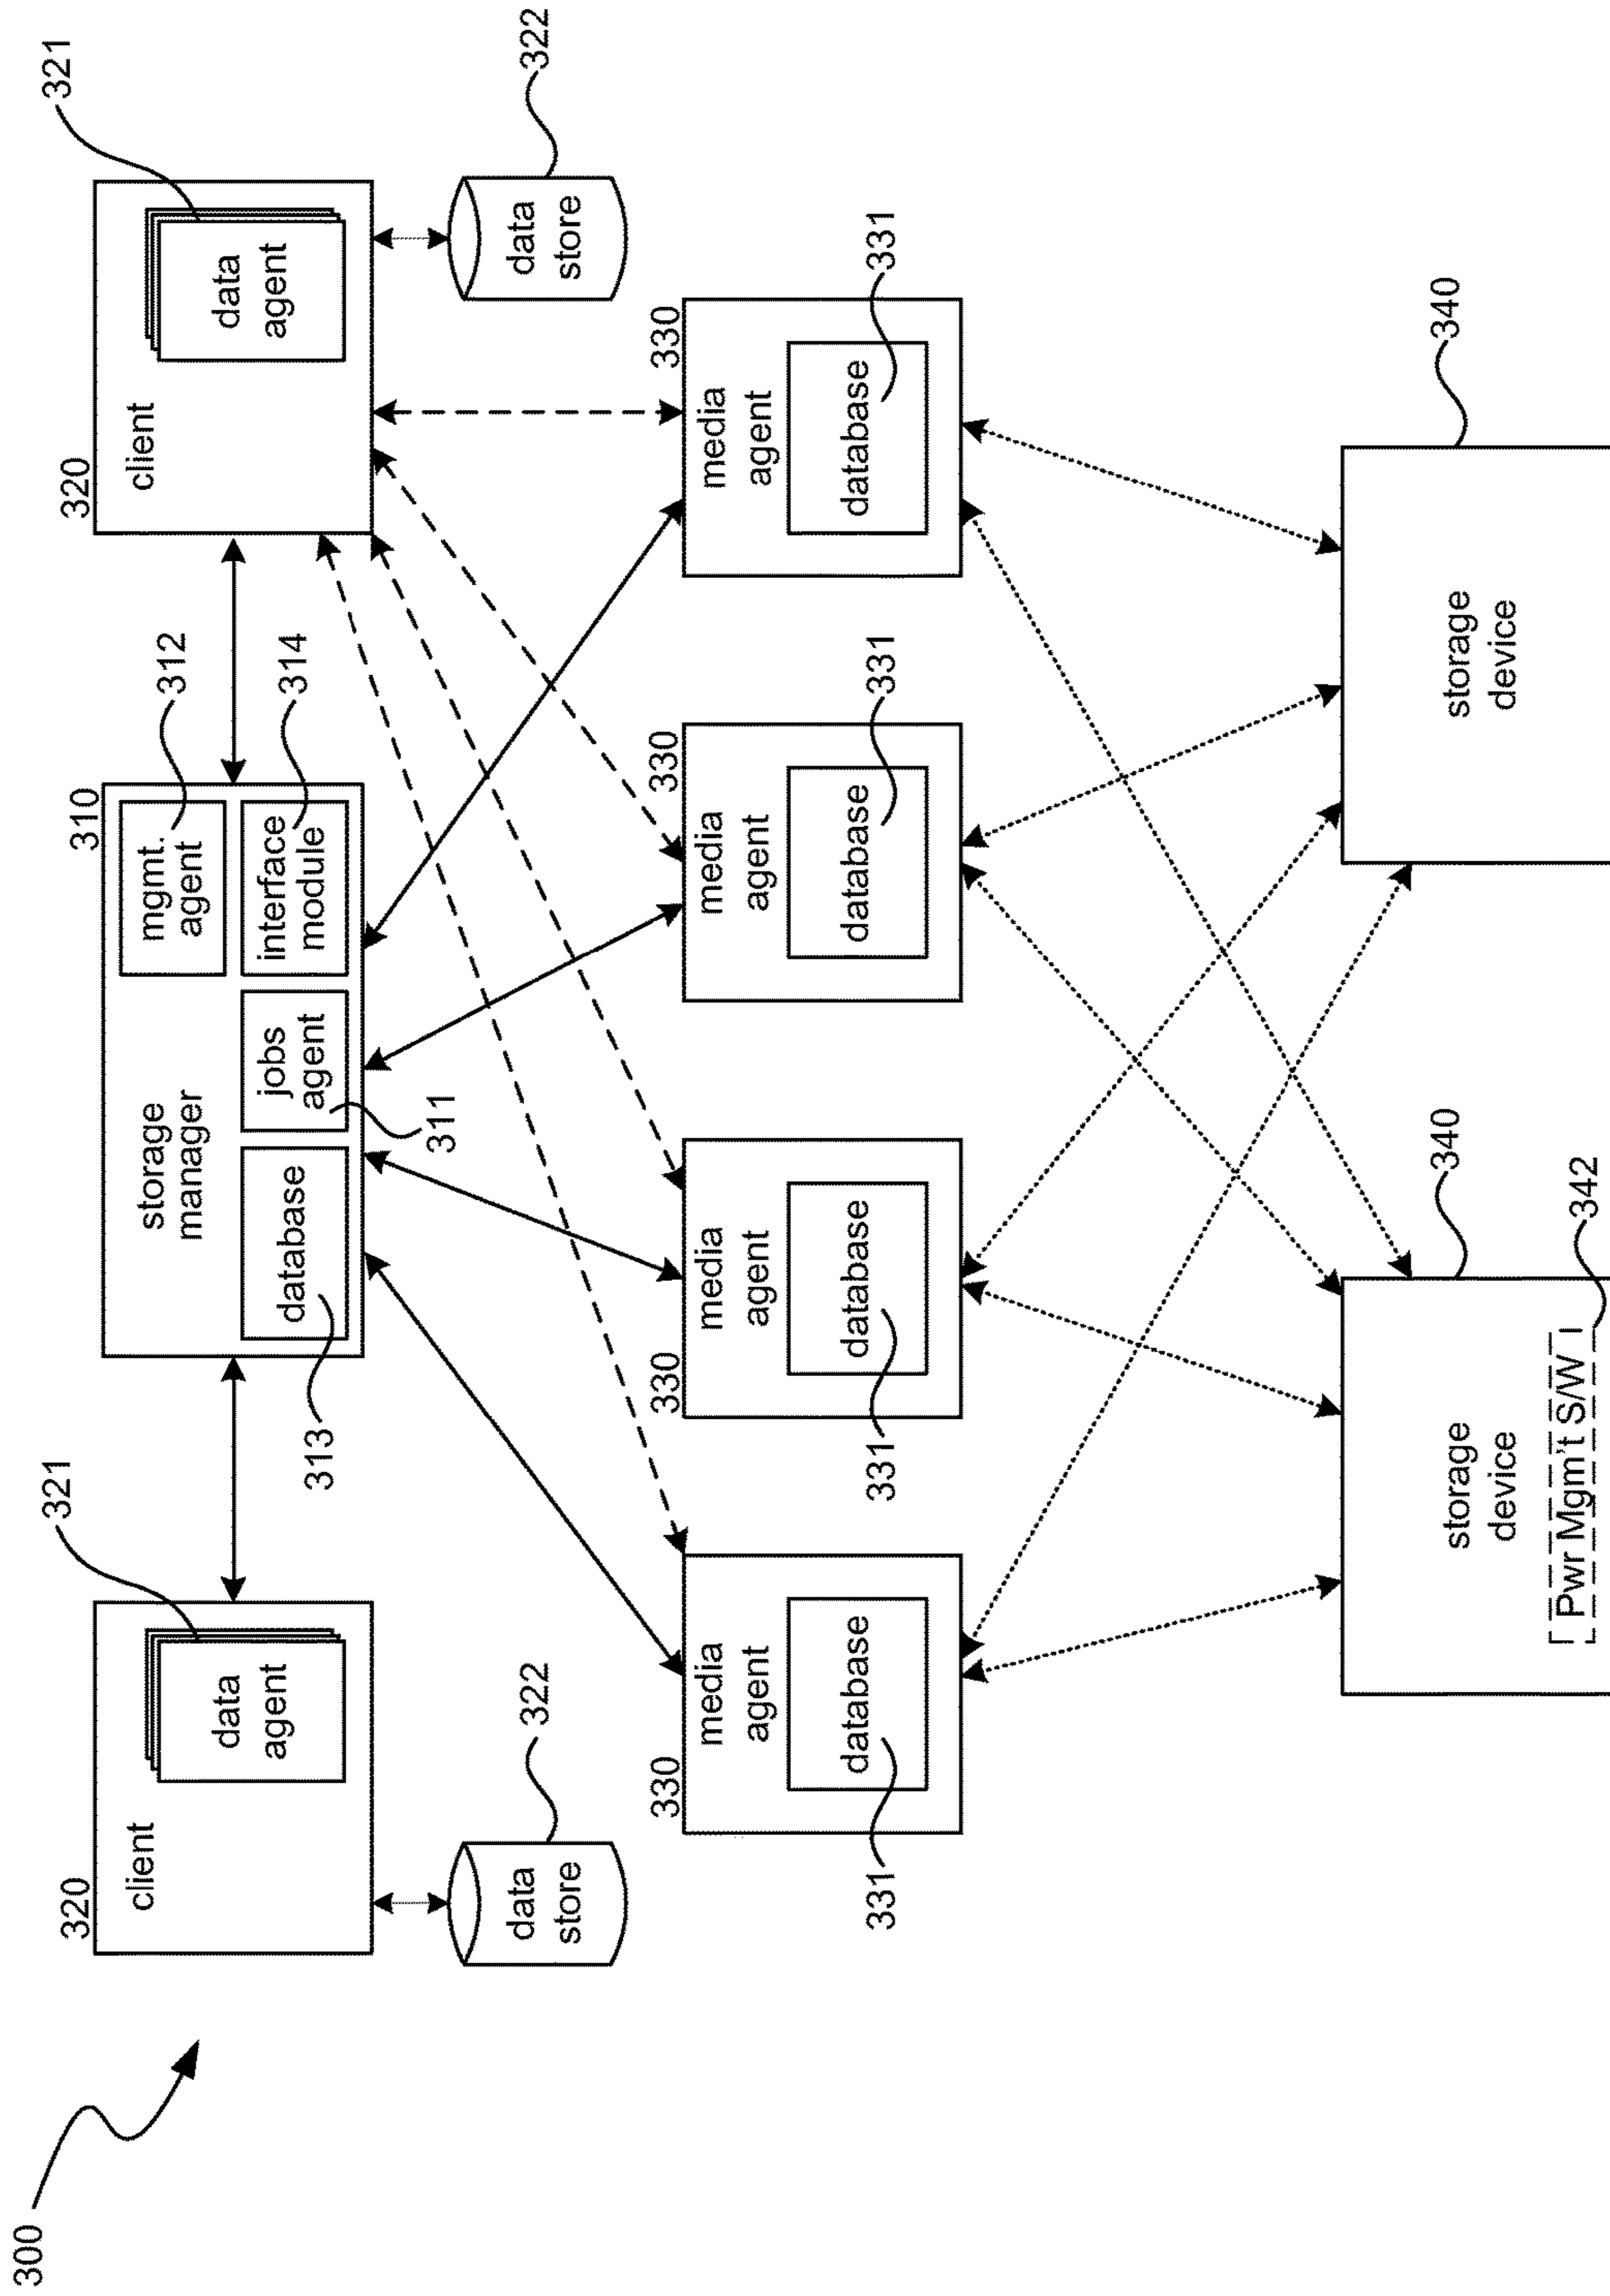 300
320
client
data
agent
321
data
store
322
310
storage
manager
mgmt.
agent
312
database
313
jobs
agent
311
interface
module
314
320
client
data
agent
321
data
store
322
330
media
agent
database
331
330
media
agent
database
331
330
media
agent
database
331
330
media
agent
database
331
storage
device
340
Pwr Mgm't S/W
342
storage
device
340